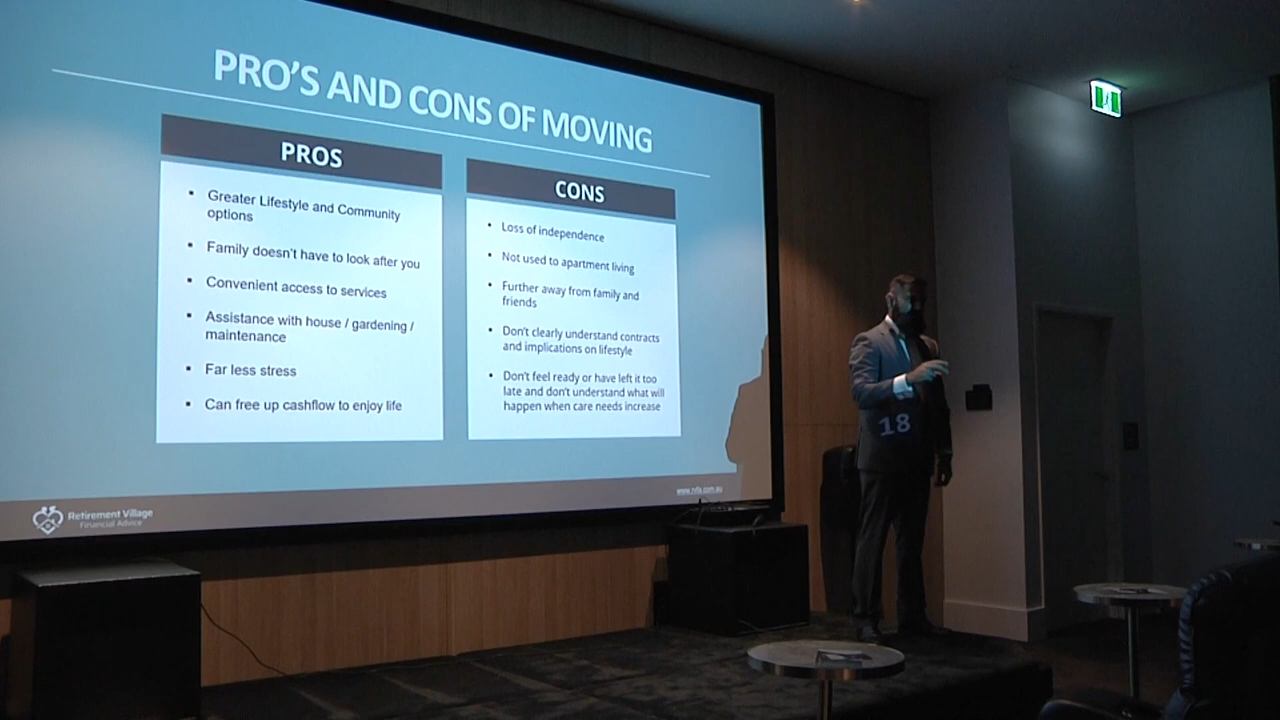 PRO'S AND CONS OF MOVING
PROS
Greater Lifestyle and Community
options
Family doesn't have to look after you
Convenient access to services
Assistance with house / gardening /
maintenance
Far less stress
Can free up cashflow to enjoy life
CONS
Loss of independence
Not used to apartment living
Further away from family and
friends
Don't clearly understand contracts
and implications on lifestyle
Don't feel ready or have left it too
late and don't understand what will
happen when care needs increase
www.rvfa.com.au
Retirement Village
Financial Advice
18